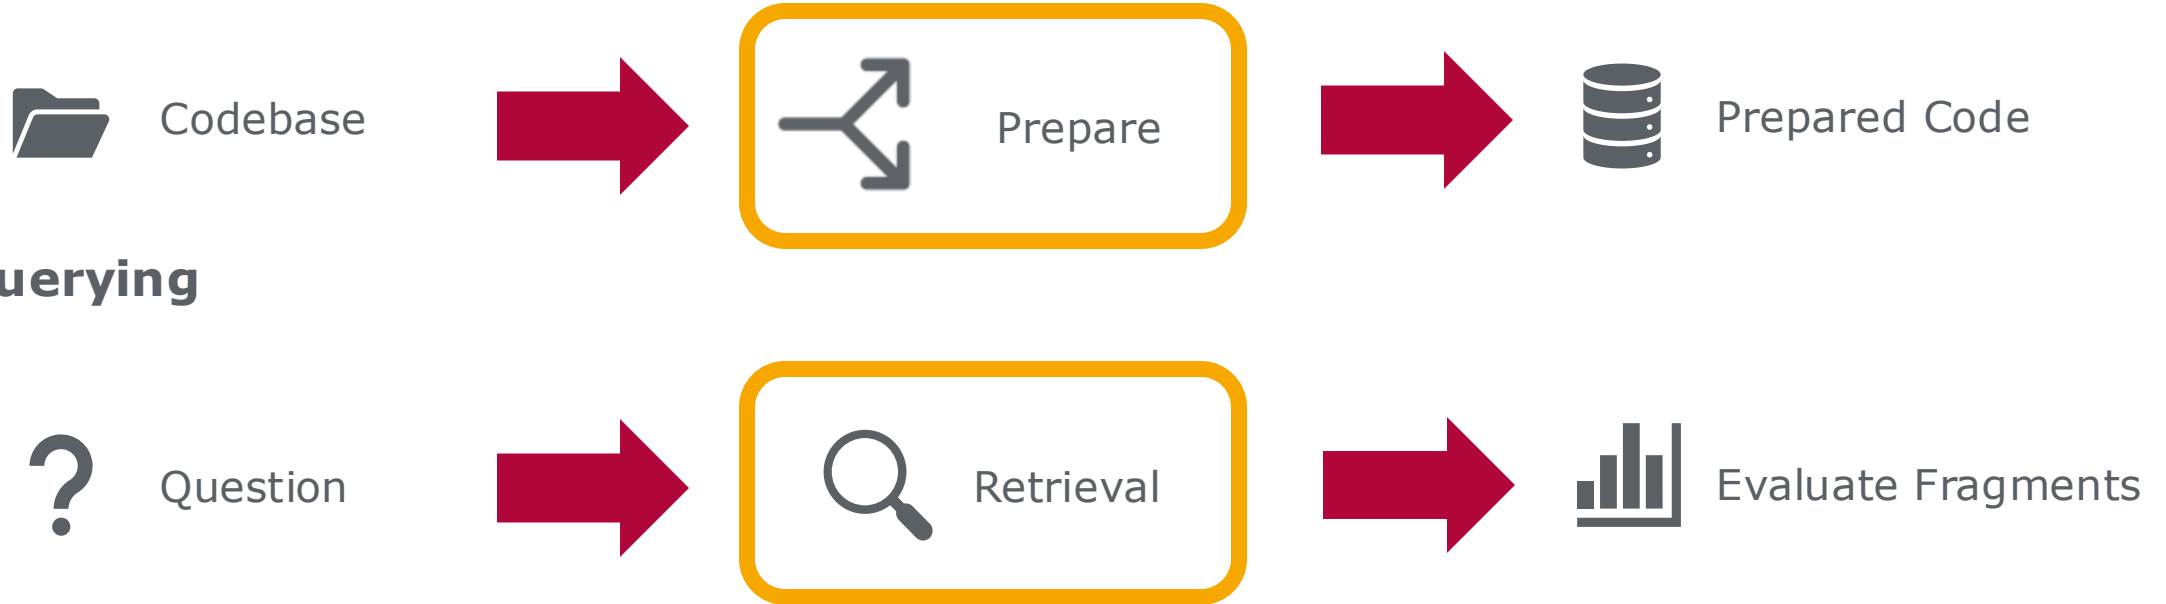 Codebase
Prepare
Prepared Code
uerying
Question
Retrieval
Evaluate Fragments